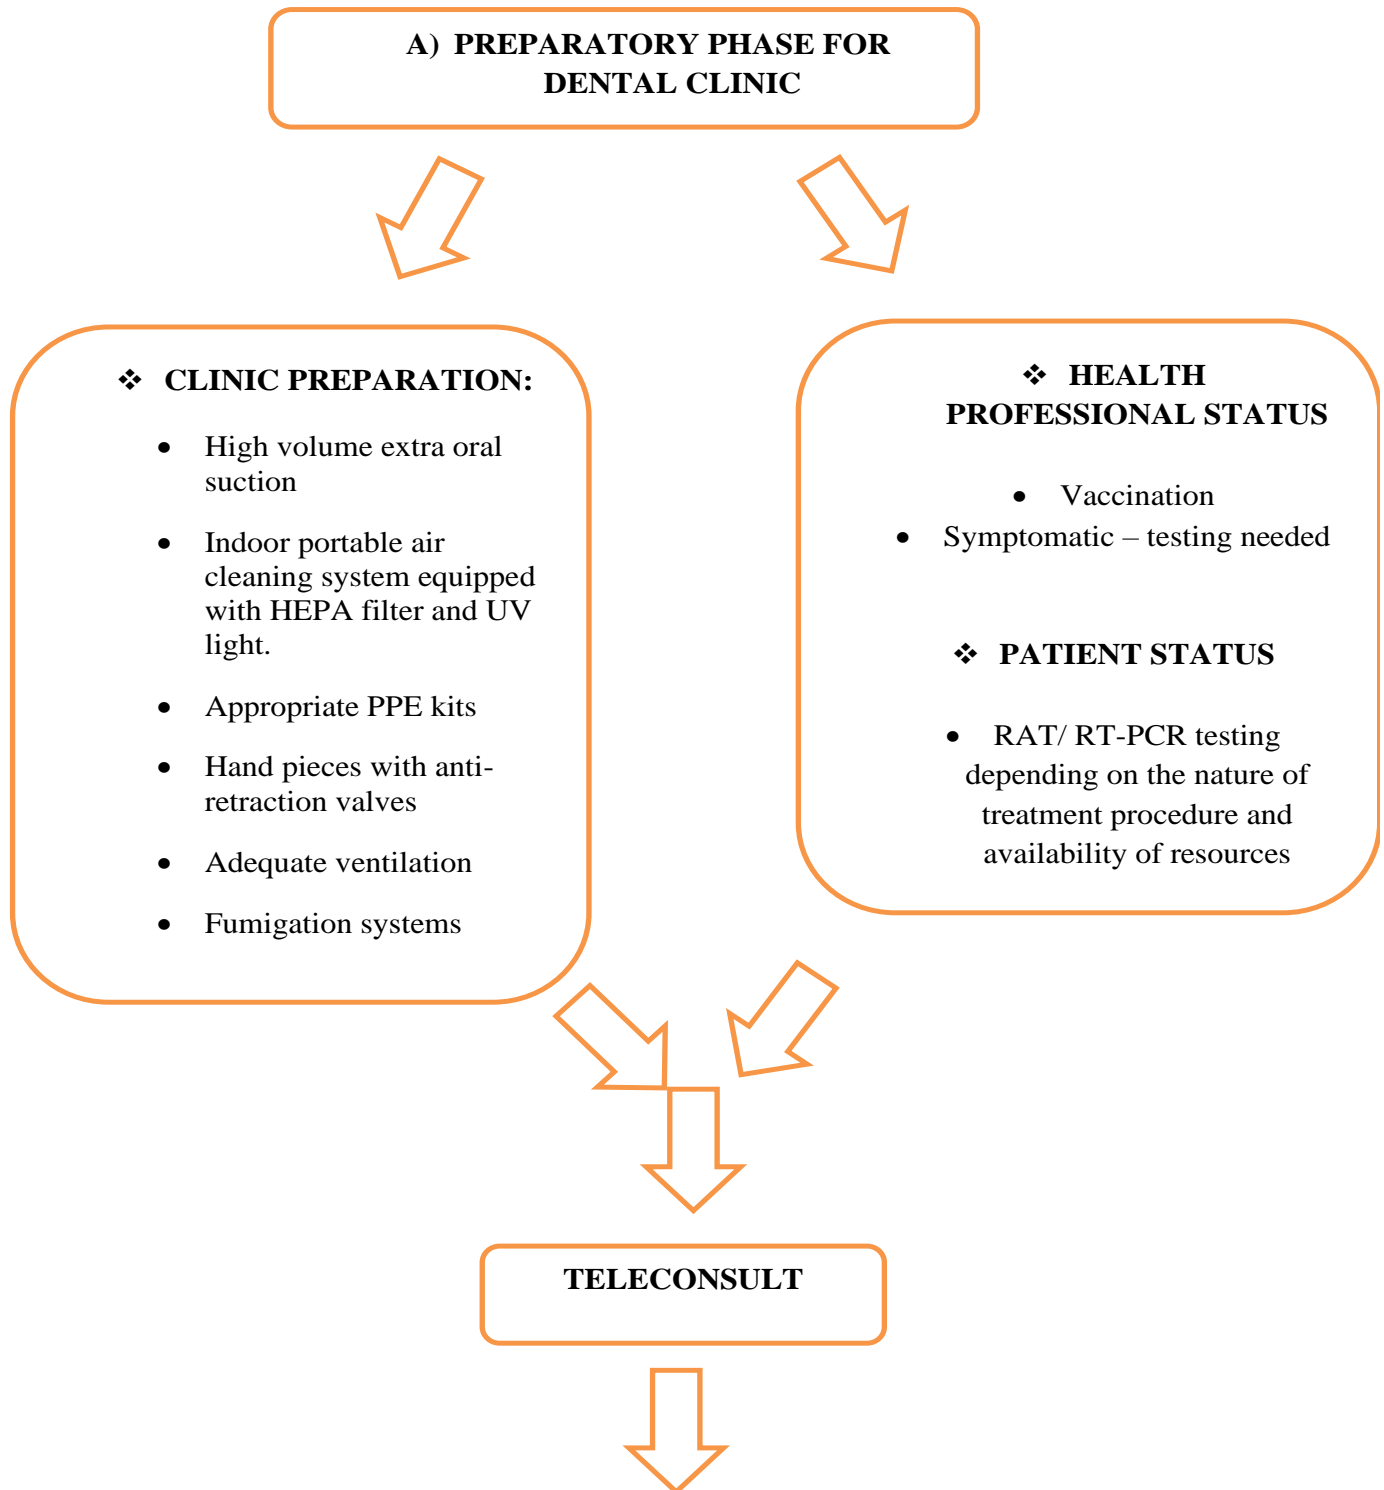 A) PREPARATORY PHASE FOR
DENTAL CLINIC
❖ CLINIC PREPARATION:
• High volume extra oral
suction
• Indoor portable air
cleaning system equipped
with HEPA filter and UV
light.
• Appropriate PPE kits
• Hand pieces with anti-
retraction valves
• Adequate ventilation
• Fumigation systems
❖ HEALTH
PROFESSIONAL STATUS
• Vaccination
• Symptomatic – testing needed
❖ PATIENT STATUS
• RAT/ RT-PCR testing
depending on the nature of
treatment procedure and
availability of resources
TELECONSULT